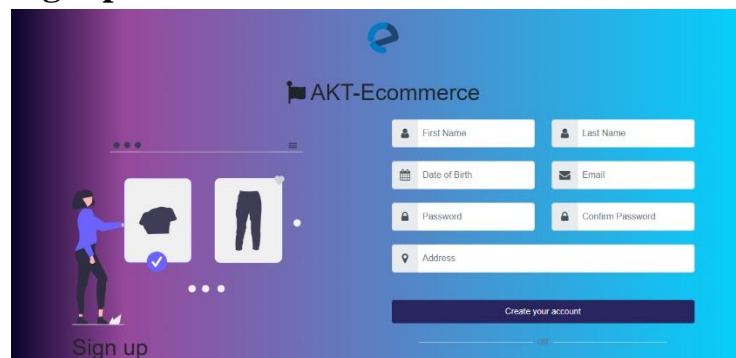 AKT-Ecommerce
First Name
Last Name
Date of Birth
Email
Password
Confirm Password
Address
Create your account
OR
Sign up